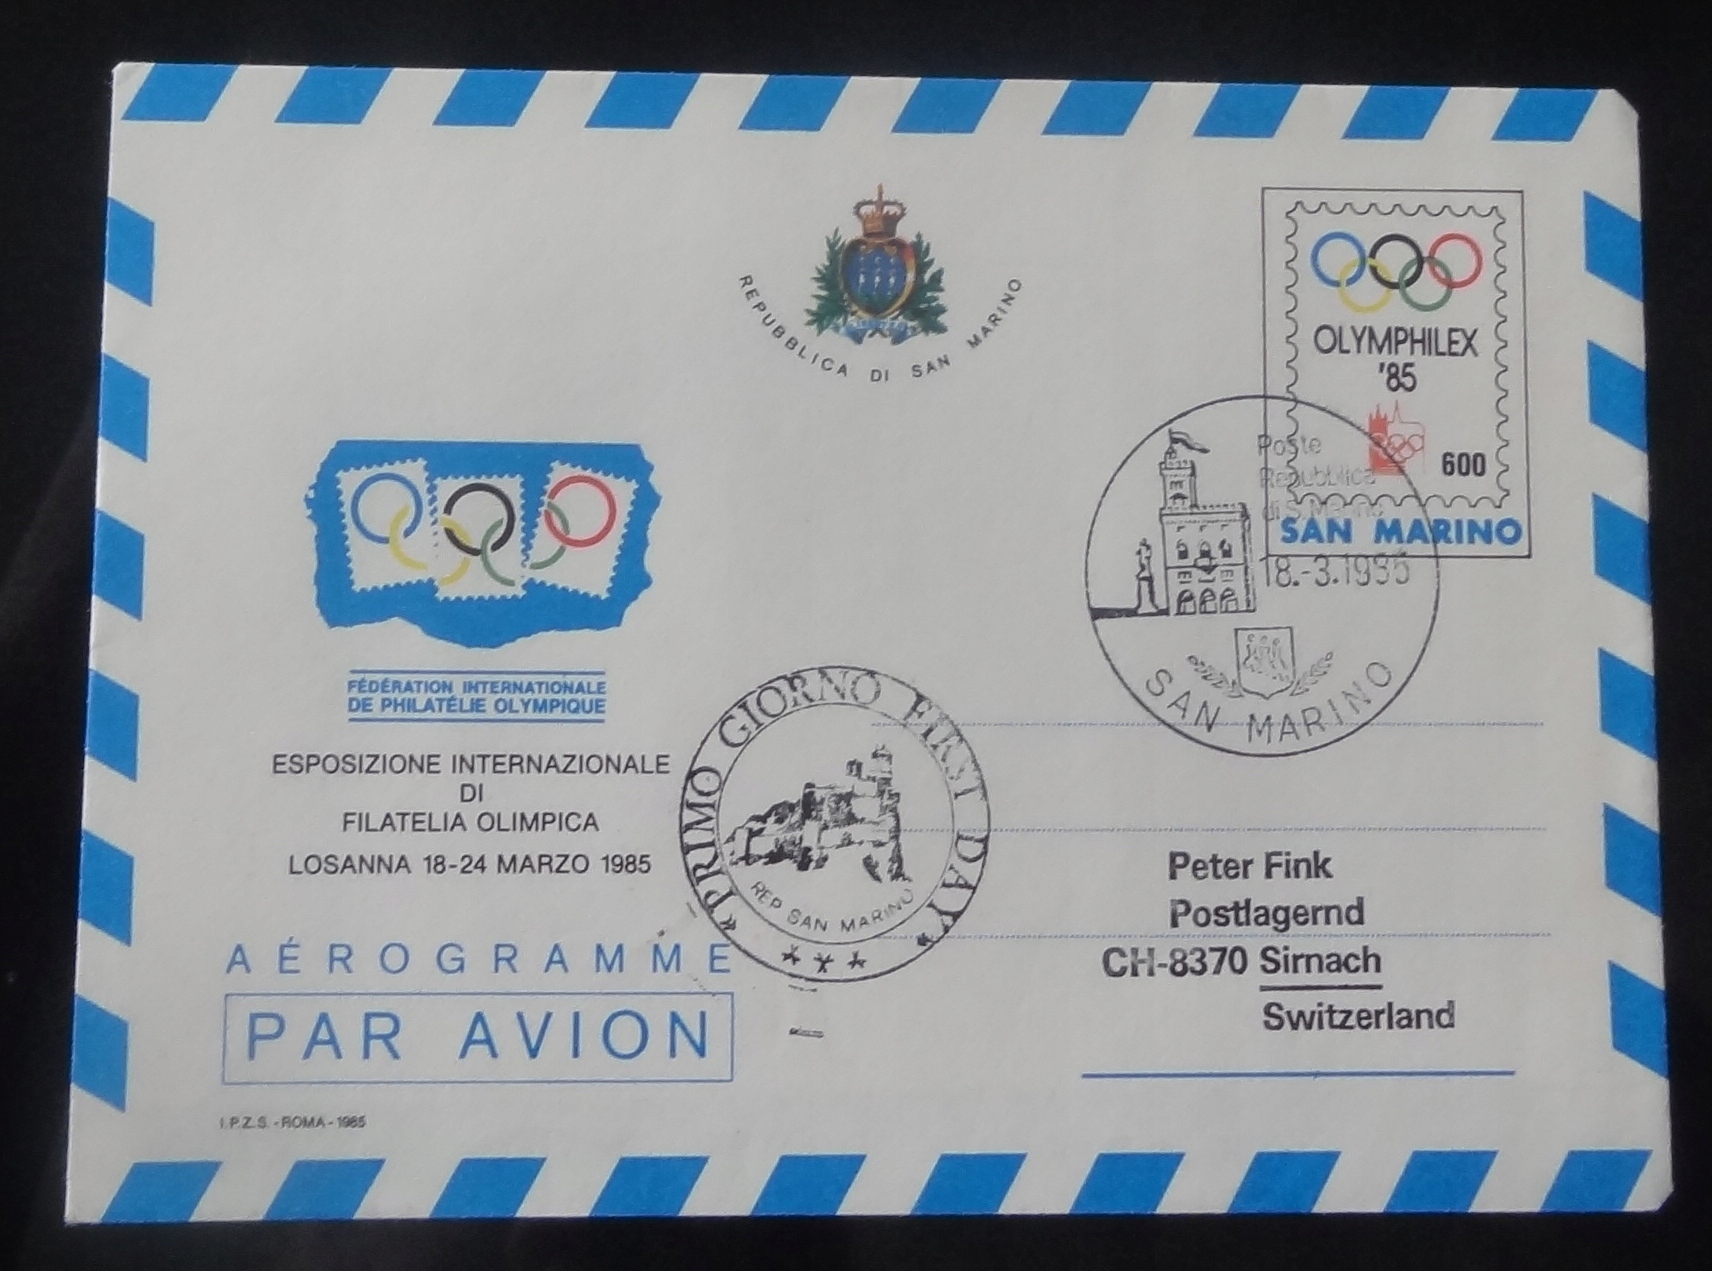 REPUBBLICA DI SAN MARINO
OLYMPHILEX
'85
600
SAN MARINO
Poste
Repubblica
di S. Marino
18.-3.1985
SAN MARINO
FÉDÉRATION INTERNATIONALE
DE PHILATÉLIE OLYMPIQUE
ESPOSIZIONE INTERNAZIONALE
DI
FILATELIA OLIMPICA
LOSANNA 18-24 MARZO 1985
«PRIMO GIORNO FIRST DAY»
REP SAN MARINO
AÉROGRAMME
PAR AVION
I.P.Z.S. - ROMA - 1985
Peter Fink
Postlagernd
CH-8370 Sirnach
Switzerland